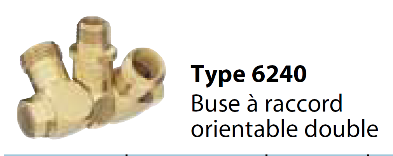 Type 6240
Buse à raccord
orientable double